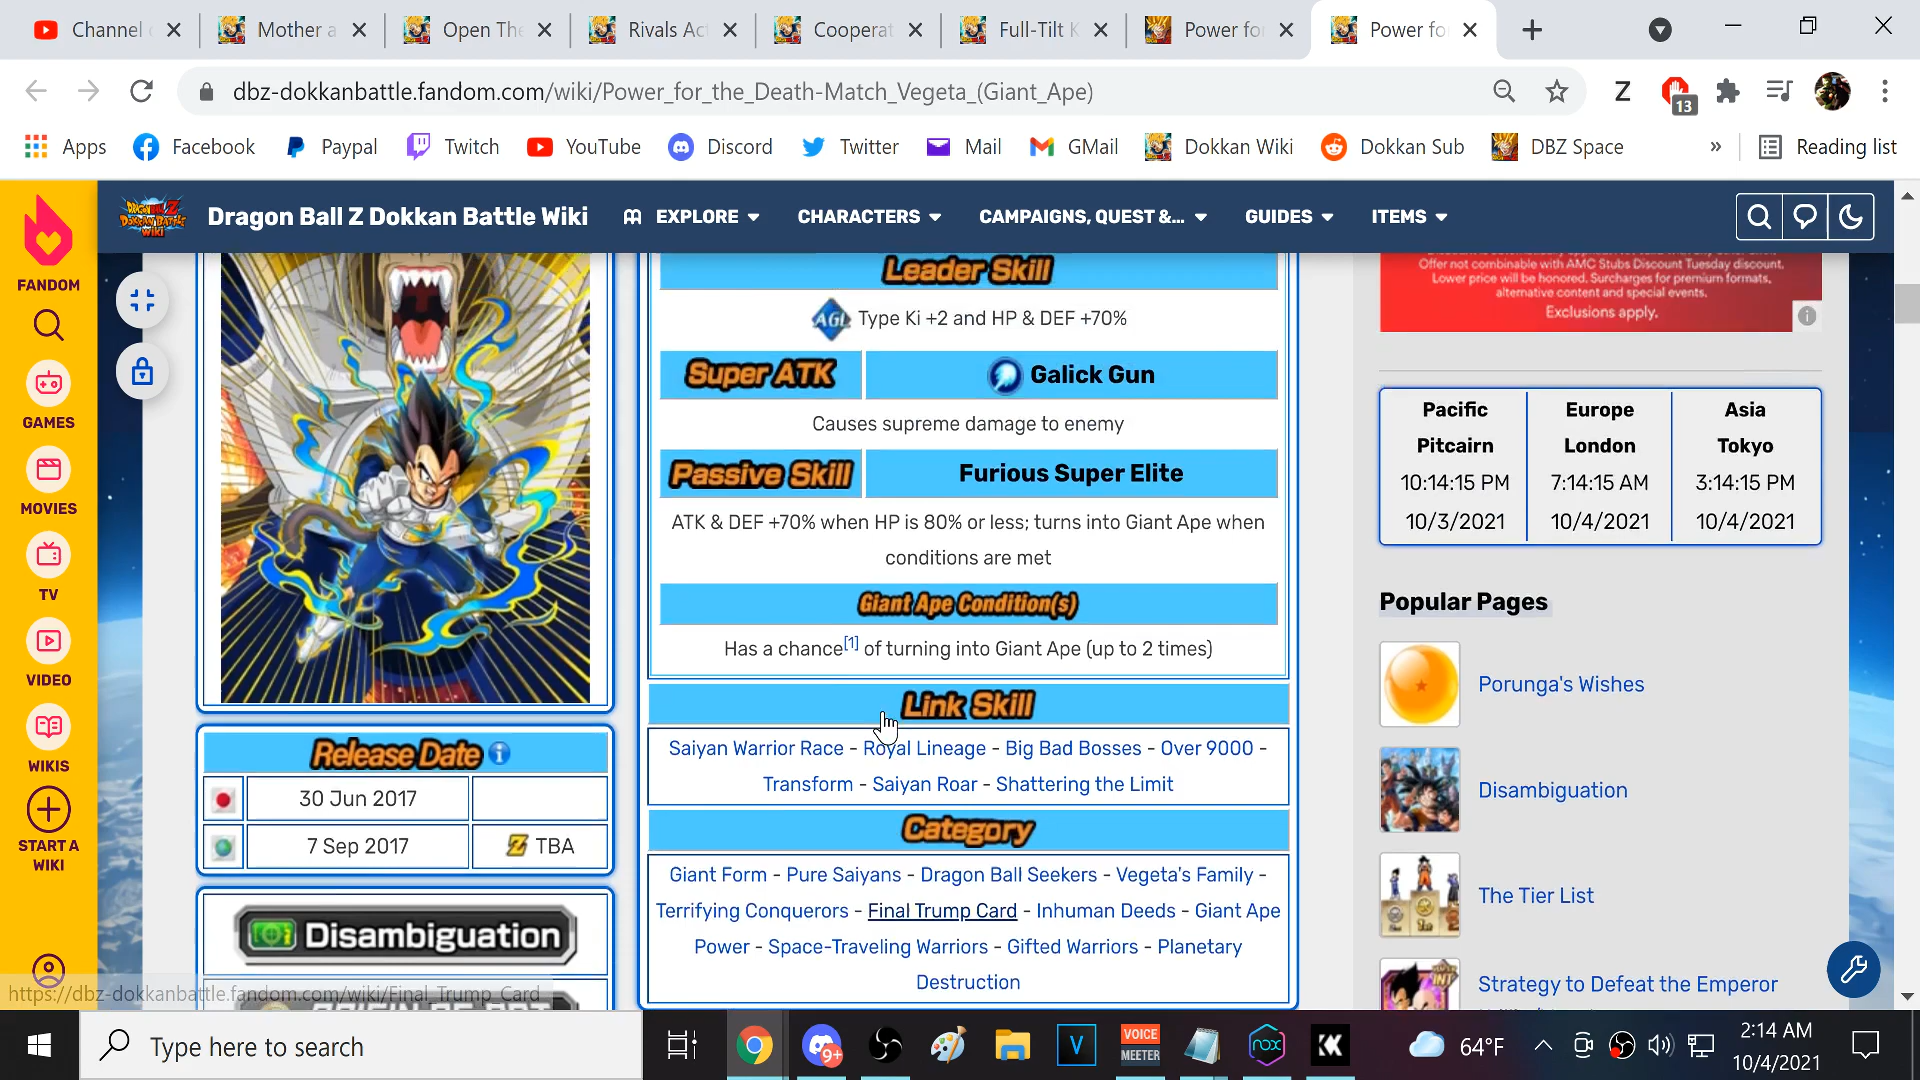 Channel
Mother a
Open The
Rivals Ac
Cooperat
Full-Tilt K
Power fo
Power fo
dbz-dokkanbattle.fandom.com/wiki/Power_for_the_Death-Match_Vegeta_(Giant_Ape)
13
Apps
Facebook
Paypal
Twitch
YouTube
Discord
Twitter
Mail
GMail
Dokkan Wiki
Dokkan Sub
DBZ Space
»
Reading list
FANDOM
GAMES
MOVIES
TV
VIDEO
WIKIS
START A
WIKI
Dragon Ball Z Dokkan Battle Wiki
EXPLORE
CHARACTERS
CAMPAIGNS, QUEST &...
GUIDES
ITEMS
Leader Skill
AGL Type Ki +2 and HP & DEF +70%
Super ATK
Galick Gun
Causes supreme damage to enemy
Passive Skill
Furious Super Elite
ATK & DEF +70% when HP is 80% or less; turns into Giant Ape when
conditions are met
Giant Ape Condition(s)
Has a chance[1] of turning into Giant Ape (up to 2 times)
Link Skill
Saiyan Warrior Race - Royal Lineage - Big Bad Bosses - Over 9000 -
Transform - Saiyan Roar - Shattering the Limit
Category
Giant Form - Pure Saiyans - Dragon Ball Seekers - Vegeta's Family -
Terrifying Conquerors - Final Trump Card - Inhuman Deeds - Giant Ape
Power - Space-Traveling Warriors - Gifted Warriors - Planetary
Destruction
Release Date
30 Jun 2017
7 Sep 2017
Z TBA
Disambiguation
https://dbz-dokkanbattle.fandom.com/wiki/Final_Trump_Card
Offer not combinable with AMC Stubs Discount Tuesday discount.
Lower price will be honored. Surcharges for premium formats,
alternative content and special events.
Exclusions apply.
Pacific
Pitcairn
10:14:15 PM
10/3/2021
Europe
London
7:14:15 AM
10/4/2021
Asia
Tokyo
3:14:15 PM
10/4/2021
Popular Pages
Porunga's Wishes
Disambiguation
The Tier List
Strategy to Defeat the Emperor
Type here to search
9+
V
VOICE
MEETER
nox
64°F
2:14 AM
10/4/2021